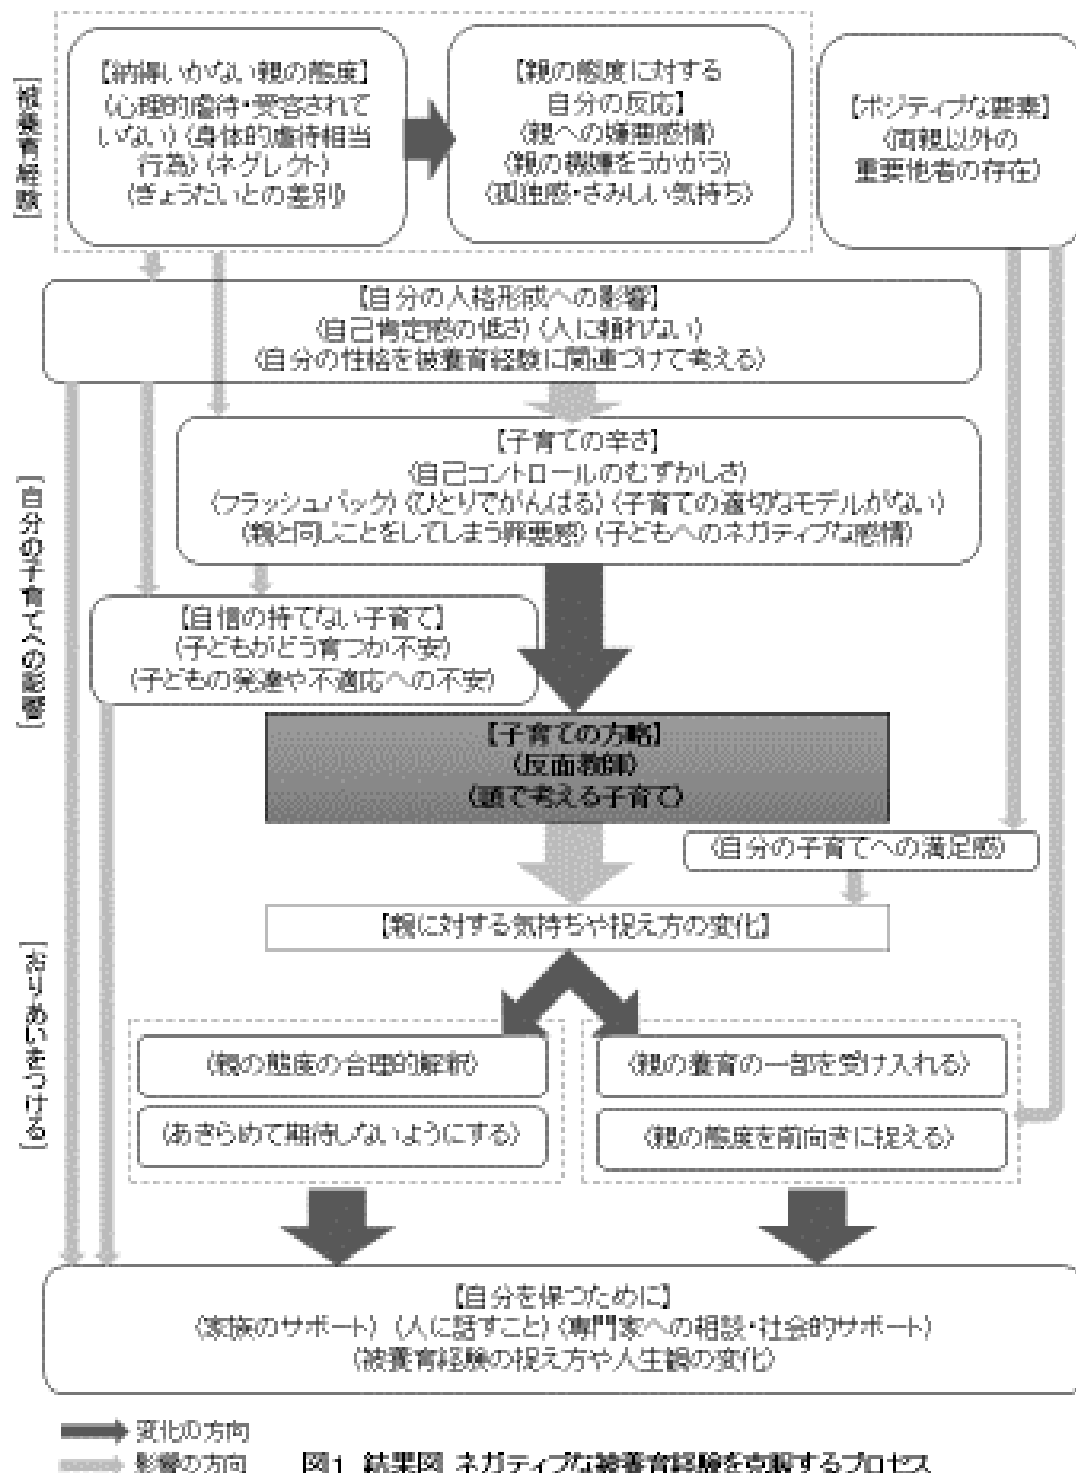 [被養育経験]
【納得いかない親の態度】
〈心理的虐待・受容されて
いない〉〈身体的虐待相当
行為〉〈ネグレクト〉
〈きょうだいとの差別〉
【親の態度に対する
自分の反応】
〈親への嫌悪感情〉
〈親の機嫌をうかがう〉
〈孤独感・さみしい気持ち〉
【ポジティブな要素】
〈両親以外の
重要他者の存在〉
[自分の子育てへの影響]
【自分の人格形成への影響】
〈自己肯定感の低さ〉〈人に頼れない〉
〈自分の性格を被養育経験に関連づけて考える〉
【子育ての辛さ】
〈自己コントロールのむずかしさ〉
〈フラッシュバック〉〈ひとりでがんばる〉〈子育ての適切なモデルがない〉
〈親と同じことをしてしまう罪悪感〉〈子どもへのネガティブな感情〉
【自信の持てない子育て】
〈子どもがどう育つか不安〉
〈子どもの発達や不適応への不安〉
【子育ての方略】
〈反面教師〉
〈頭で考える子育て〉
〈自分の子育てへの満足感〉
[おりあいをつける]
【親に対する気持ちや捉え方の変化】
〈親の態度の合理的解釈〉
〈あきらめて期待しないようにする〉
〈親の養育の一部を受け入れる〉
〈親の態度を前向きに捉える〉
【自分を保つために】
〈家族のサポート〉〈人に話すこと〉〈専門家への相談・社会的サポート〉
〈被養育経験の捉え方や人生観の変化〉
変化の方向
影響の方向
図1 結果図 ネガティブな被養育経験を克服するプロセス